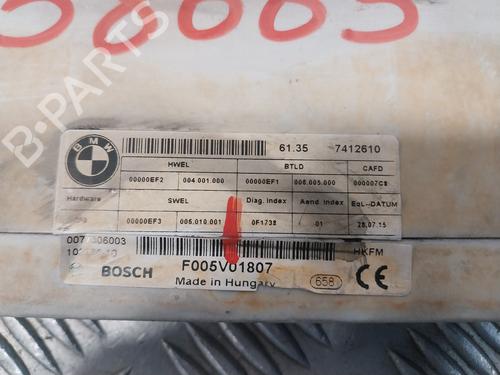 58085
BMW
61.35 7412610
HWEL BTLD CAFD
00000EF2 004.001.000 00000EF1 006.005.000 000007C8
Hardware SWEL Diag. Index Aend Index EoL-DATUM
00000EF3 005.010.001 0F1738 01 28.07.15
HKFM
BOSCH F005V01807
Made in Hungary 658 CE
B-PARTS